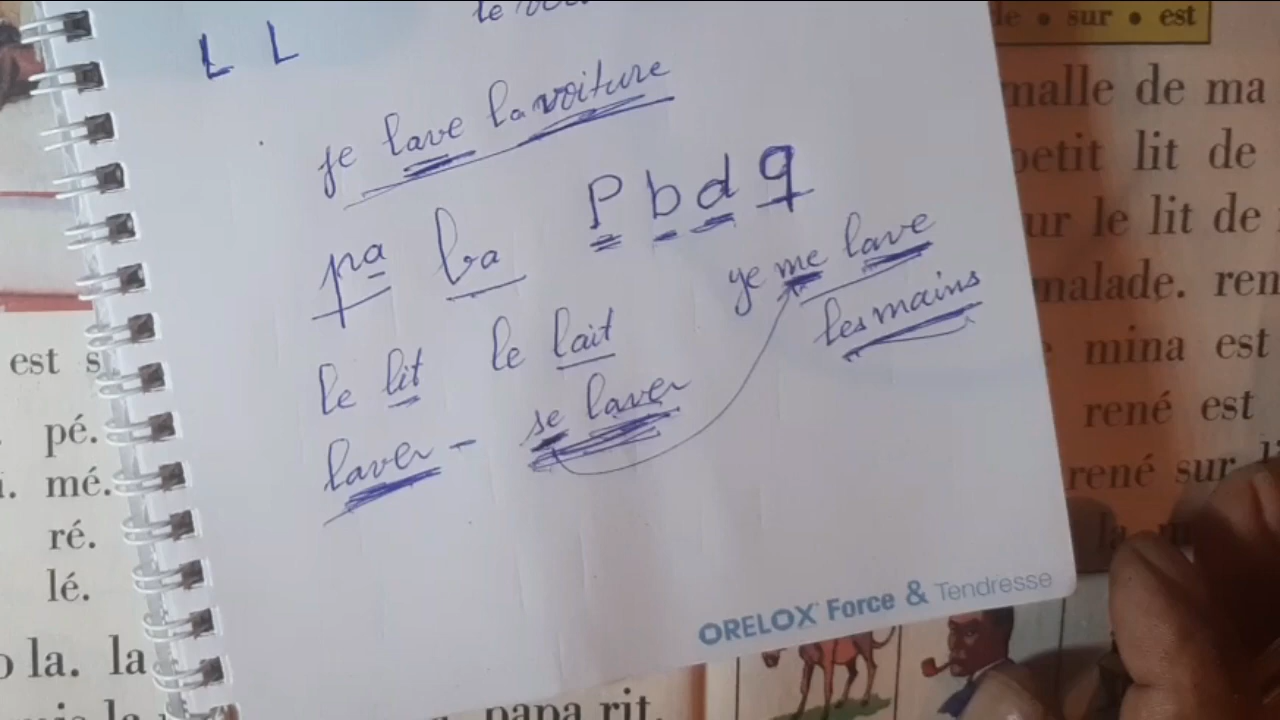 L L
je lave la voiture
pa ba P b d q
je me lave
les mains
le lit le lait
laver - se laver
ORELOX Force & Tendresse
sur • est
malle de ma
petit lit de
ur le lit de
malade. ren
mina est
rené est
rené sur
est s
pé.
mé.
ré.
lé.
la. la
papa rit.